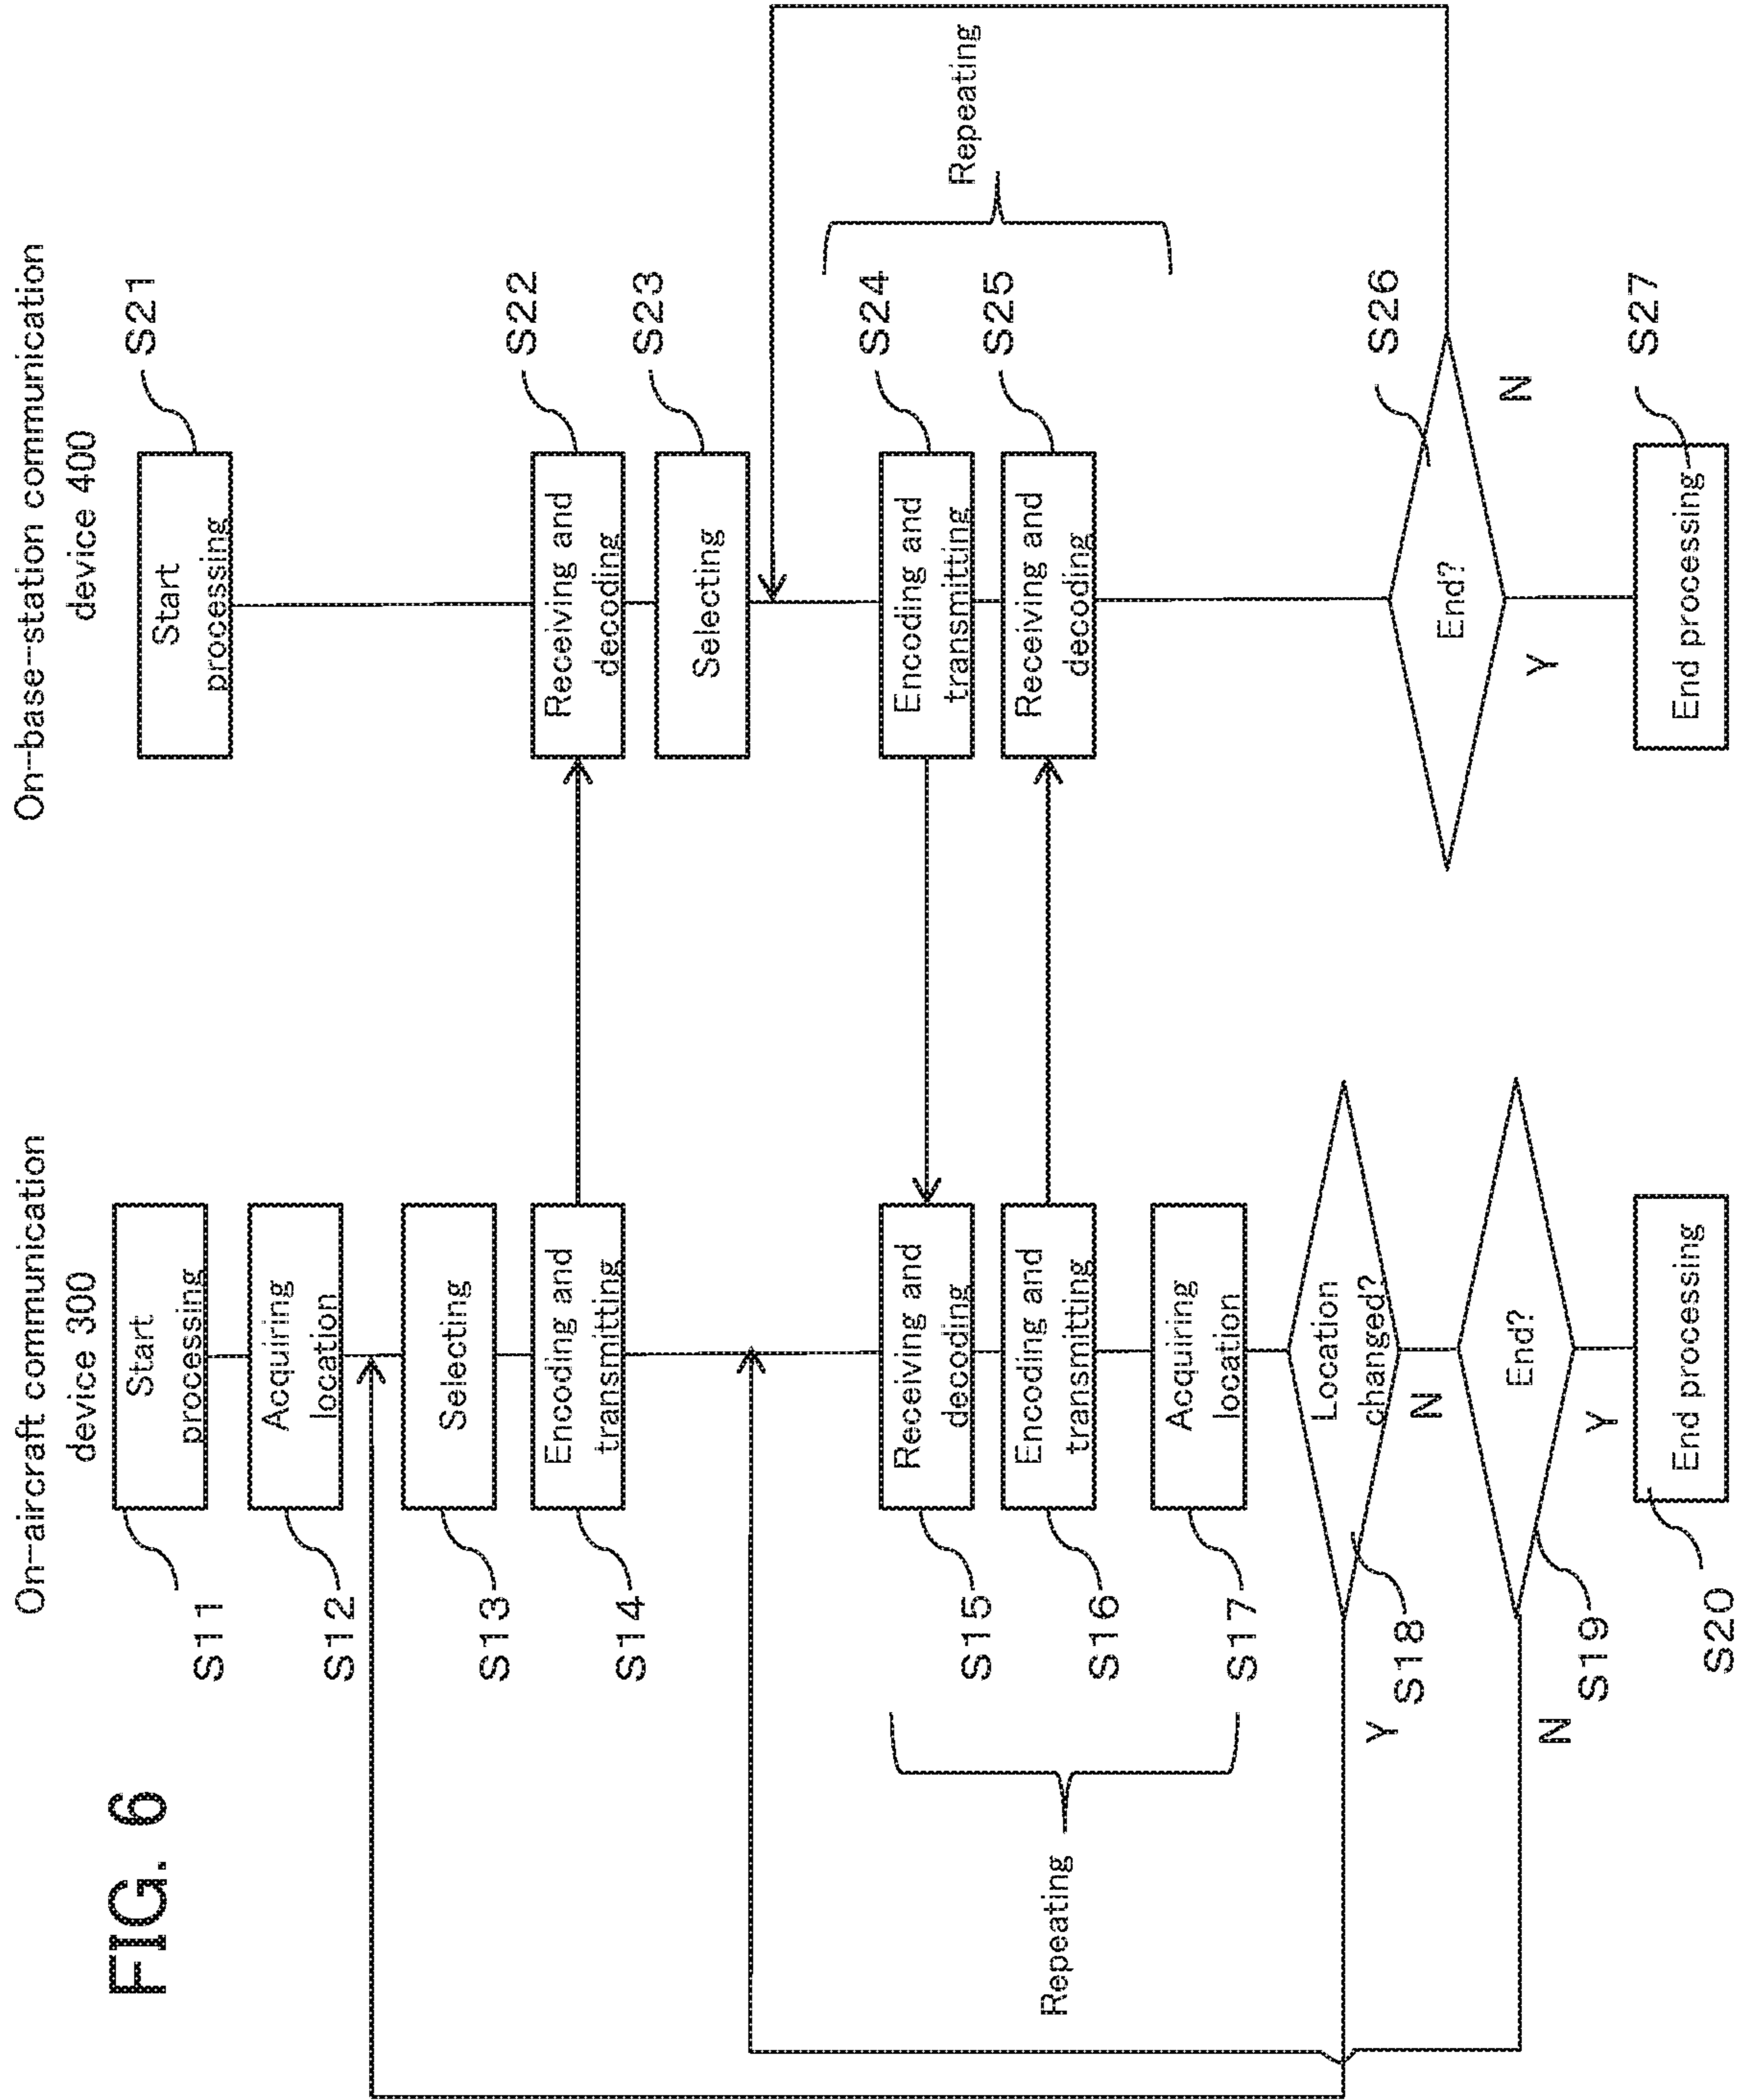 FIG. 6
On-aircraft communication
device 300
S11
Start
processing
S12
Acquiring
location
S13
Selecting
S14
Encoding and
transmitting
S15
Receiving and
decoding
S16
Encoding and
transmitting
S17
Acquiring
location
Repeating
S18
Location
changed?
Y
N
S19
End?
N
Y
S20
End processing
On-base-station communication
device 400
Start
processing
S21
Receiving and
decoding
S22
Selecting
S23
Encoding and
transmitting
S24
Receiving and
decoding
S25
Repeating
End?
S26
N
Y
End processing
S27